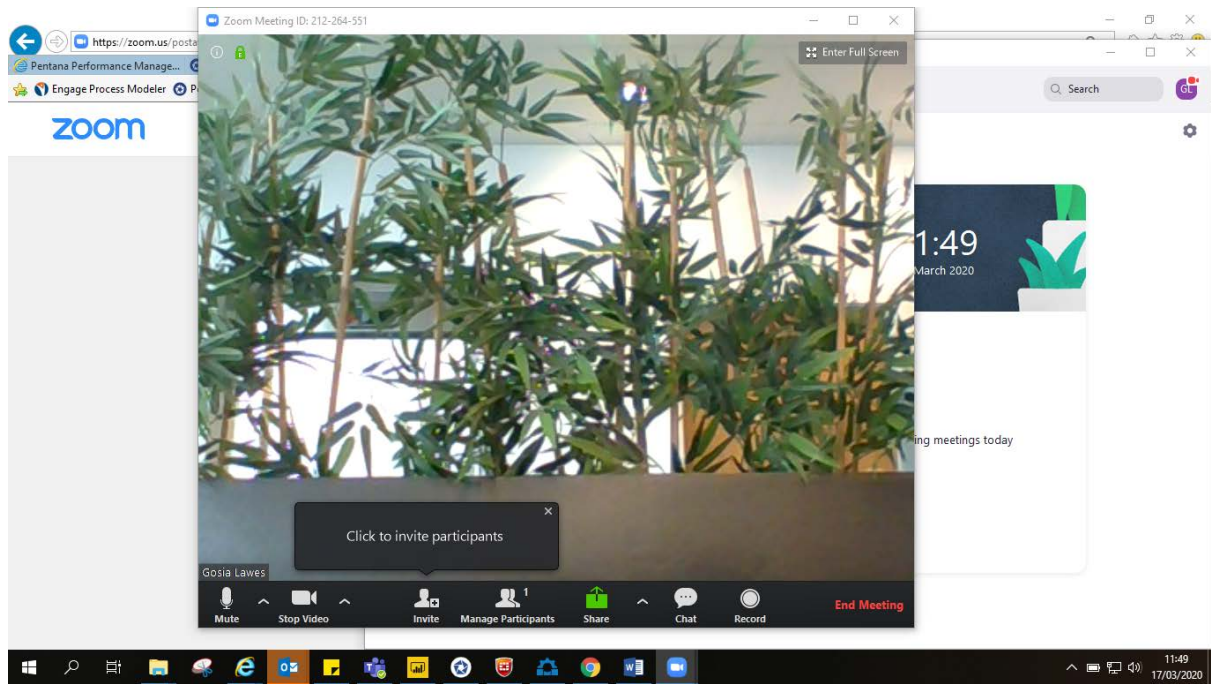 Zoom Meeting ID: 212-264-551
https://zoom.us/posta
Pentana Performance Manage...
Engage Process Modeler
zoom
Enter Full Screen
Search
GL
1:49
March 2020
ing meetings today
Click to invite participants
Gosia Lawes
Mute
Stop Video
Invite
1
Manage Participants
Share
Chat
Record
End Meeting
11:49
17/03/2020